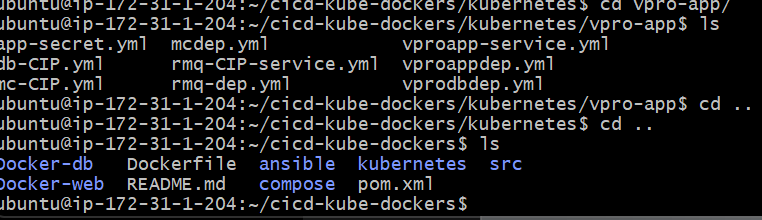 ubuntu@ip-172-31-1-204:~/cicd-kube-dockers/kubernetes$ cd vpro-app/
ubuntu@ip-172-31-1-204:~/cicd-kube-dockers/kubernetes/vpro-app$ ls
app-secret.yml  mcdep.yml            vproapp-service.yml
db-CIP.yml      rmq-CIP-service.yml  vproappdep.yml
mc-CIP.yml      rmq-dep.yml          vprodbdep.yml
ubuntu@ip-172-31-1-204:~/cicd-kube-dockers/kubernetes/vpro-app$ cd ..
ubuntu@ip-172-31-1-204:~/cicd-kube-dockers/kubernetes$ cd ..
ubuntu@ip-172-31-1-204:~/cicd-kube-dockers$ ls
Docker-db   Dockerfile  ansible  kubernetes  src
Docker-web  README.md   compose  pom.xml
ubuntu@ip-172-31-1-204:~/cicd-kube-dockers$